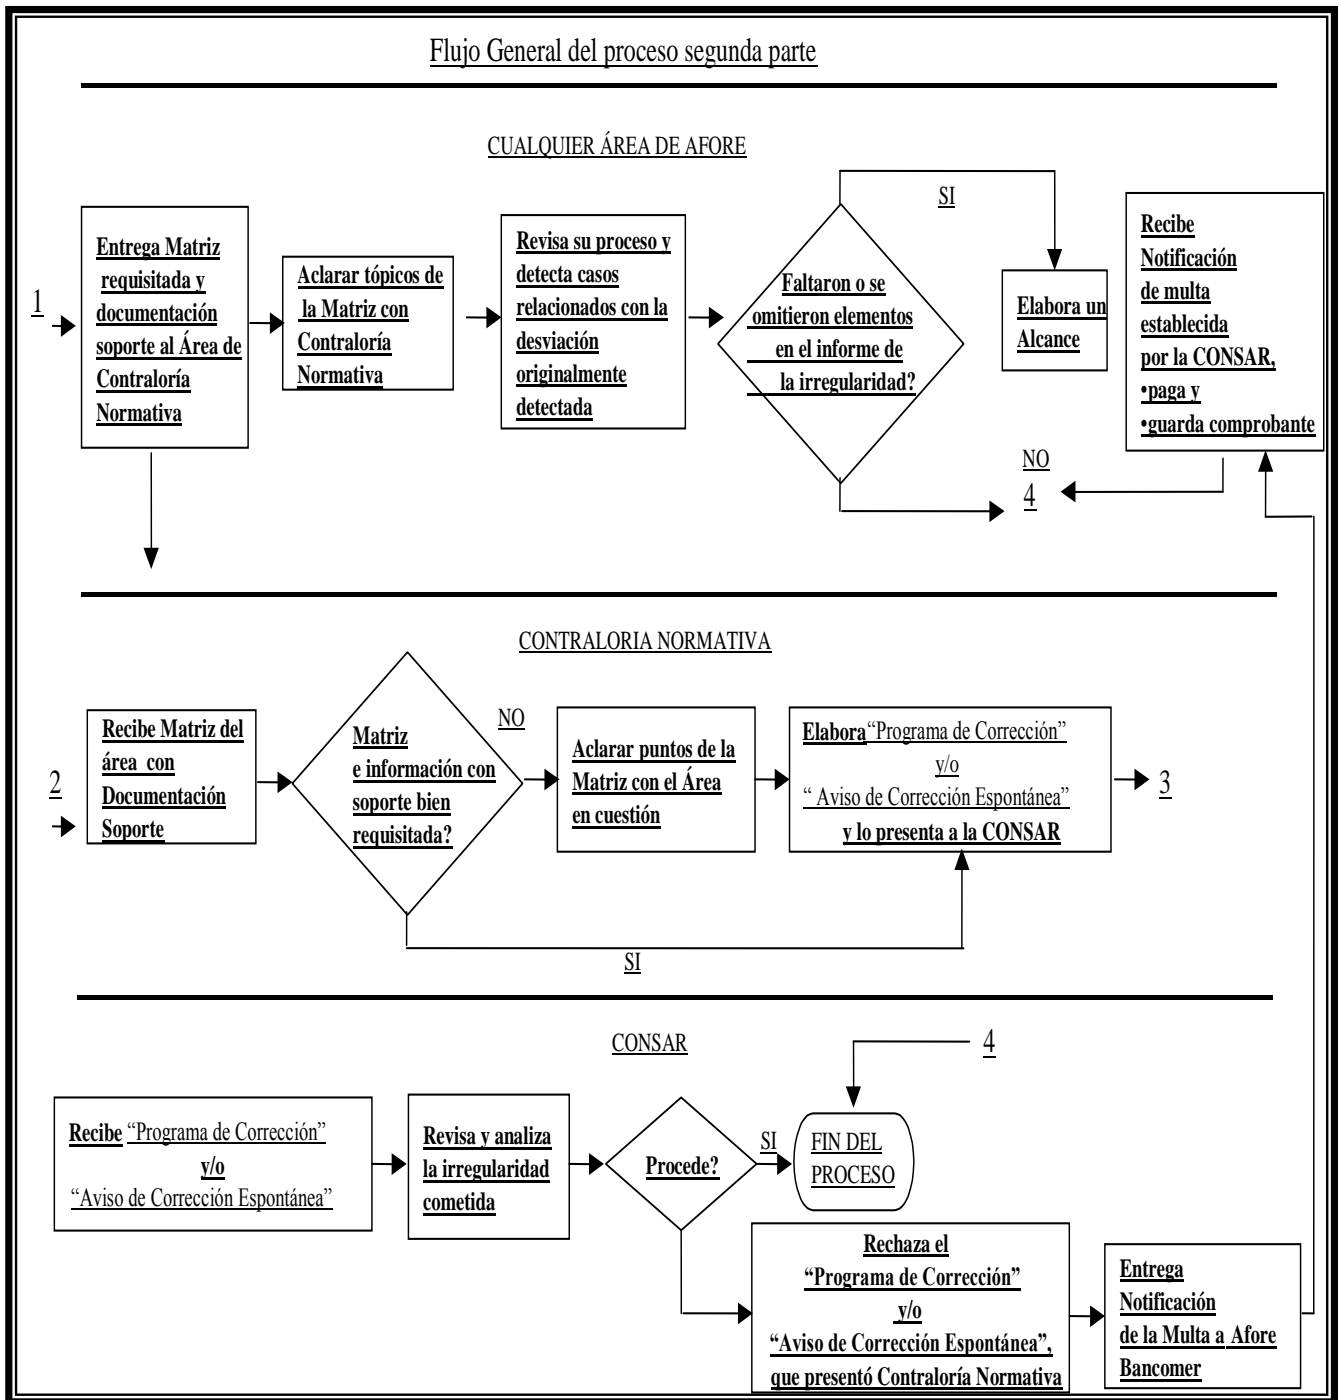 Flujo General del proceso segunda parte
CUALQUIER ÁREA DE AFORE
1
Entrega Matriz
requisitada y
documentación
soporte al Área de
Contraloría
Normativa
Aclarar tópicos de
la Matriz con
Contraloría
Normativa
Revisa su proceso y
detecta casos
relacionados con la
desviación
originalmente
detectada
Faltaron o se
omitieron elementos
en el informe de
la irregularidad?
SI
Elabora un
Alcance
NO
4
Recibe
Notificación
de multa
establecida
por la CONSAR,
•paga y
•guarda comprobante
CONTRALORIA NORMATIVA
2
Recibe Matriz del
área con
Documentación
Soporte
Matriz
e información con
soporte bien
requisitada?
NO
SI
Aclarar puntos de la
Matriz con el Área
en cuestión
Elabora “Programa de Corrección”
y/o
“ Aviso de Corrección Espontánea”
y lo presenta a la CONSAR
3
CONSAR
Recibe “Programa de Corrección”
y/o
“Aviso de Corrección Espontánea”
Revisa y analiza
la irregularidad
cometida
Procede?
SI
FIN DEL
PROCESO
4
Rechaza el
“Programa de Corrección”
y/o
“Aviso de Corrección Espontánea”,
que presentó Contraloría Normativa
Entrega
Notificación
de la Multa a Afore
Bancomer